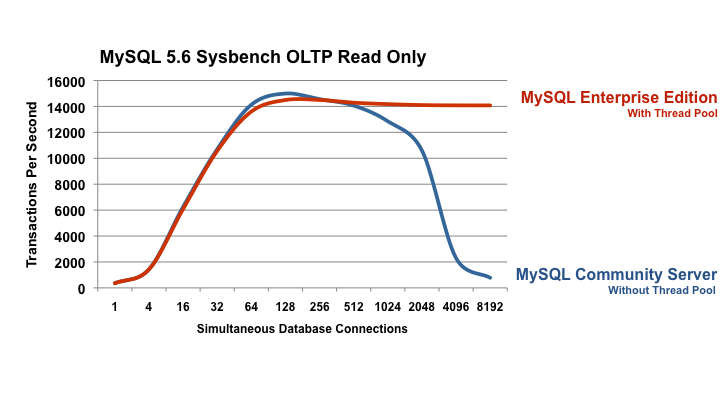 MySQL 5.6 Sysbench OLTP Read Only
Transactions Per Second
16000
14000
12000
10000
8000
6000
4000
2000
0
1 4 16 32 64 128 256 512 1024 2048 4096 8192
Simultaneous Database Connections
MySQL Enterprise Edition
With Thread Pool
MySQL Community Server
Without Thread Pool